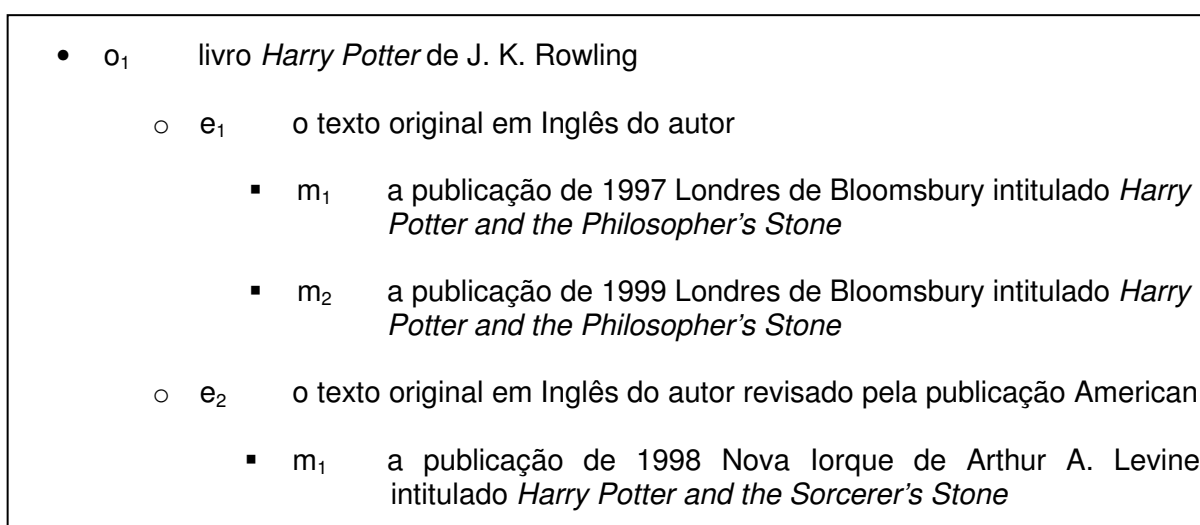 • o₁ livro Harry Potter de J. K. Rowling
○ e₁ o texto original em Inglês do autor
▪ m₁ a publicação de 1997 Londres de Bloomsbury intitulado Harry
Potter and the Philosopher's Stone
▪ m₂ a publicação de 1999 Londres de Bloomsbury intitulado Harry
Potter and the Philosopher's Stone
○ e₂ o texto original em Inglês do autor revisado pela publicação American
▪ m₁ a publicação de 1998 Nova Iorque de Arthur A. Levine
intitulado Harry Potter and the Sorcerer's Stone